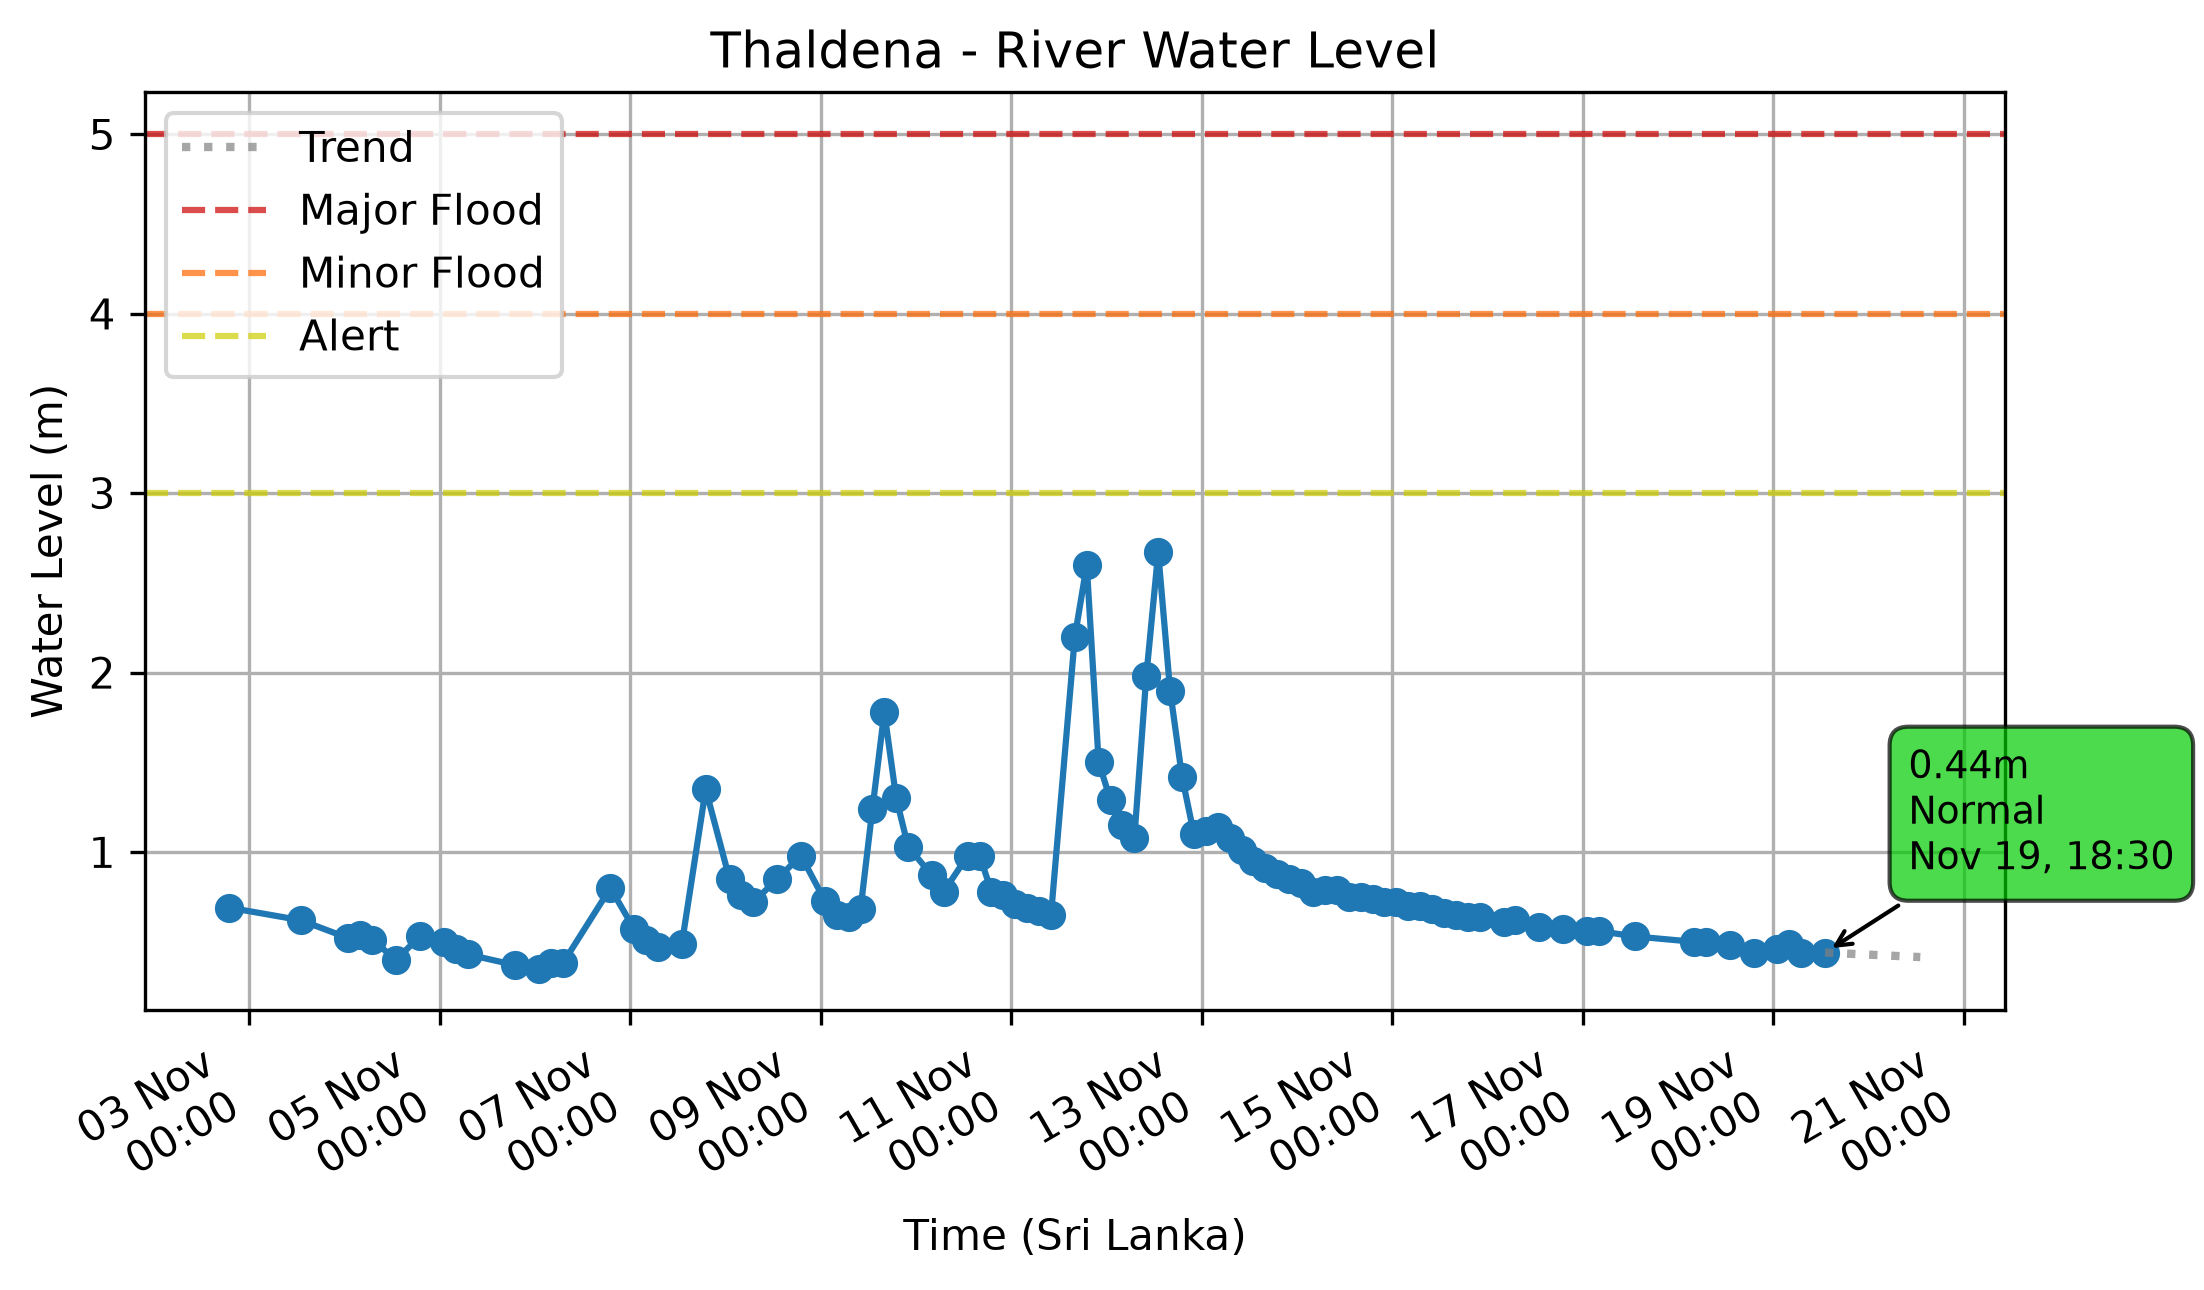 Thaldena - River Water Level
Trend
Major Flood
Minor Flood
Alert
5
4
3
2
1
Water Level (m)
0.44m
Normal
Nov 19, 18:30
03 Nov
00:00
05 Nov
00:00
07 Nov
00:00
09 Nov
00:00
11 Nov
00:00
13 Nov
00:00
15 Nov
00:00
17 Nov
00:00
19 Nov
00:00
21 Nov
00:00
Time (Sri Lanka)